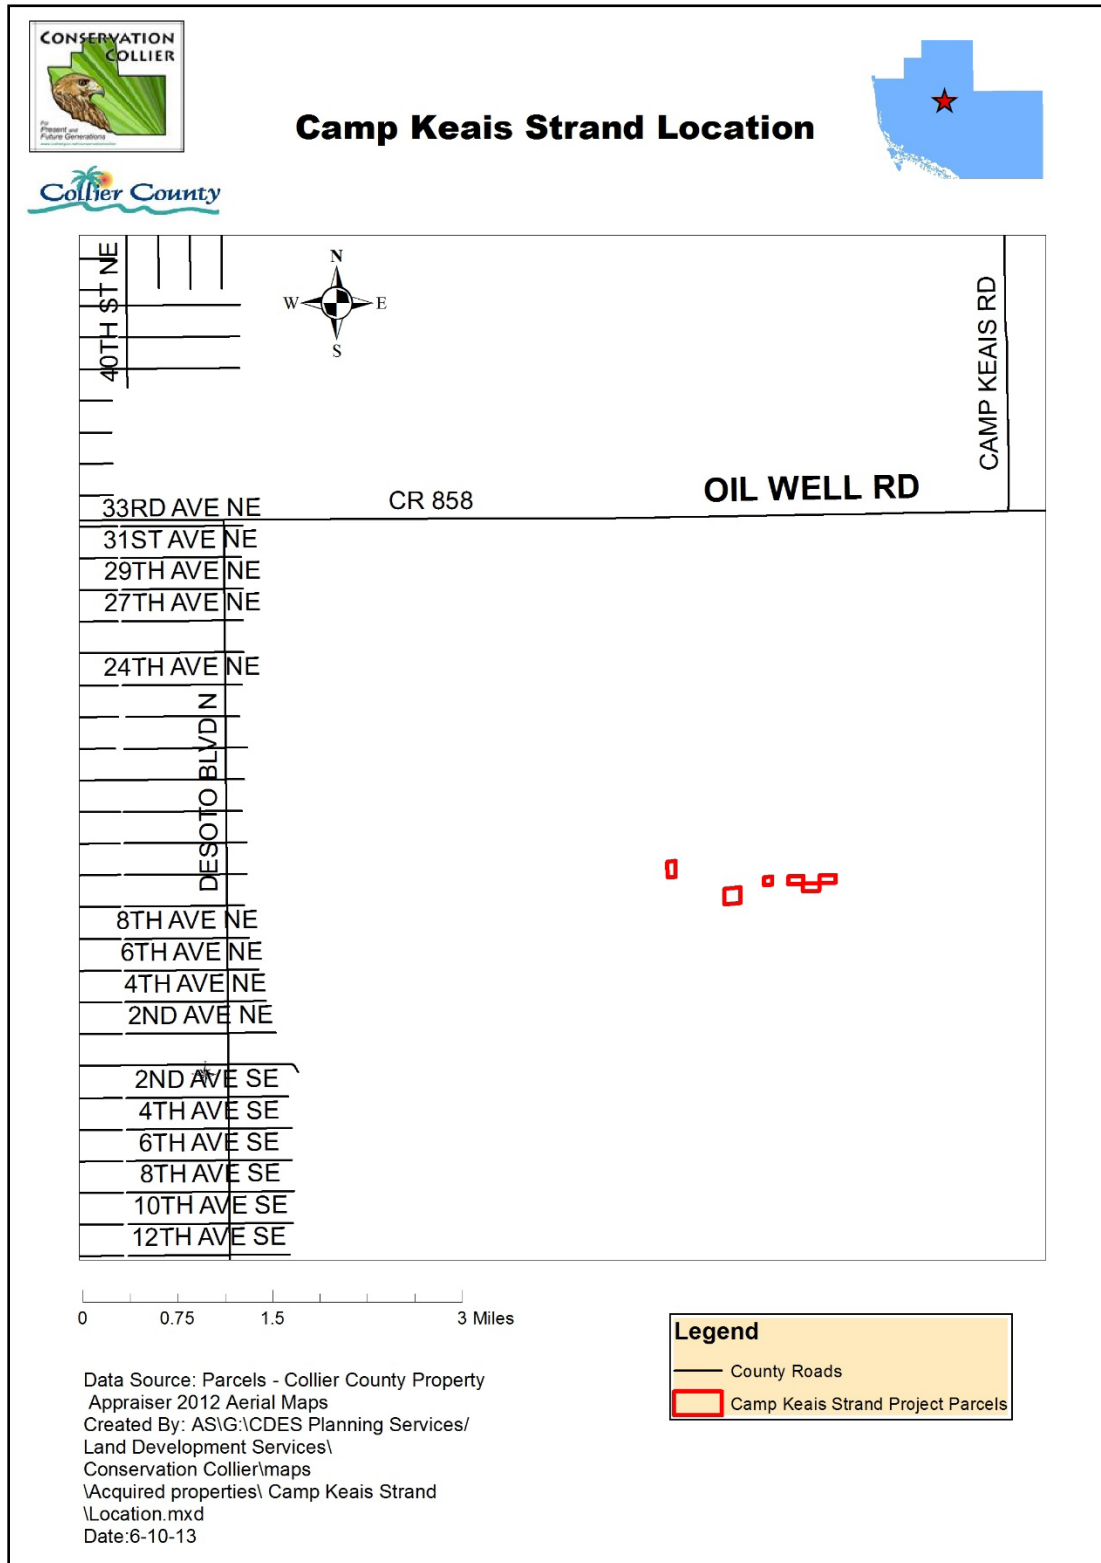 CONSERVATION
COLLIER
For
Present and
Future Generations
Collier County
Camp Keais Strand Location
N
W
E
S
40TH ST NE
CAMP KEAIS RD
OIL WELL RD
CR 858
33RD AVE NE
31ST AVE NE
29TH AVE NE
27TH AVE NE
24TH AVE NE
DESOTO BLVD N
8TH AVE NE
6TH AVE NE
4TH AVE NE
2ND AVE NE
2ND AVE SE
4TH AVE SE
6TH AVE SE
8TH AVE SE
10TH AVE SE
12TH AVE SE
0 0.75 1.5 3 Miles
Legend
County Roads
Camp Keais Strand Project Parcels
Data Source: Parcels - Collier County Property
Appraiser 2012 Aerial Maps
Created By: AS\G:\CDES Planning Services/
Land Development Services\
Conservation Collier\maps
\Acquired properties\ Camp Keais Strand
\Location.mxd
Date:6-10-13